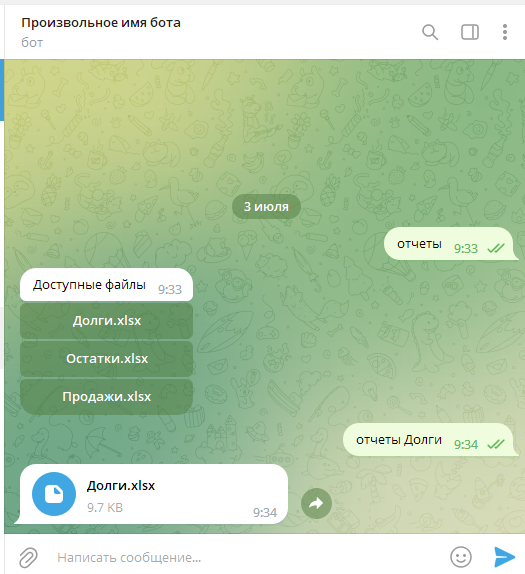 Произвольное имя бота
бот
3 июля
отчеты 9:33
Доступные файлы 9:33
Долги.xlsx
Остатки.xlsx
Продажи.xlsx
отчеты Долги 9:34
Долги.xlsx
9.7 KB
9:34
Написать сообщение...